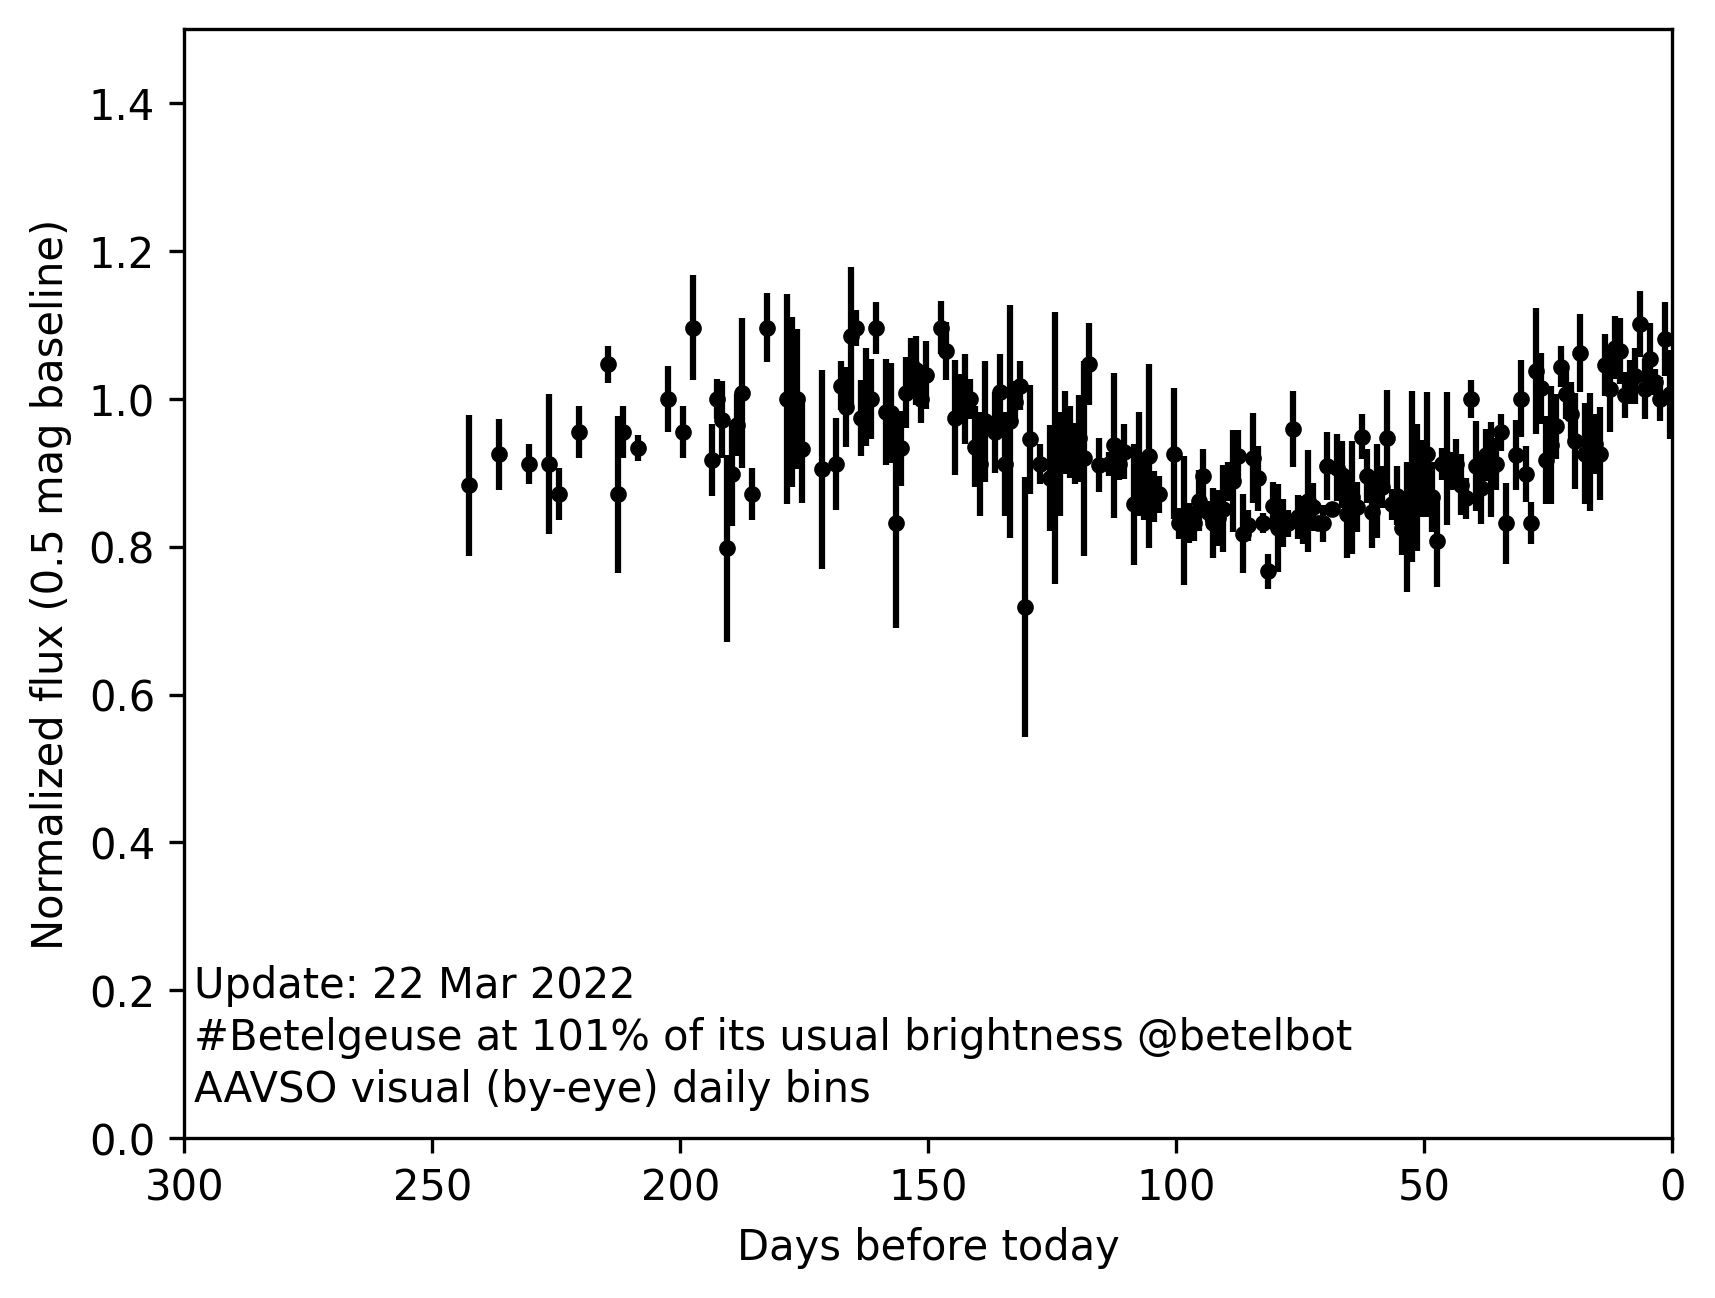 1.4
1.2
1.0
0.8
0.6
0.4
0.2
0.0
Normalized flux (0.5 mag baseline)
Update: 22 Mar 2022
#Betelgeuse at 101% of its usual brightness @betelbot
AAVSO visual (by-eye) daily bins
300 250 200 150 100 50 0
Days before today